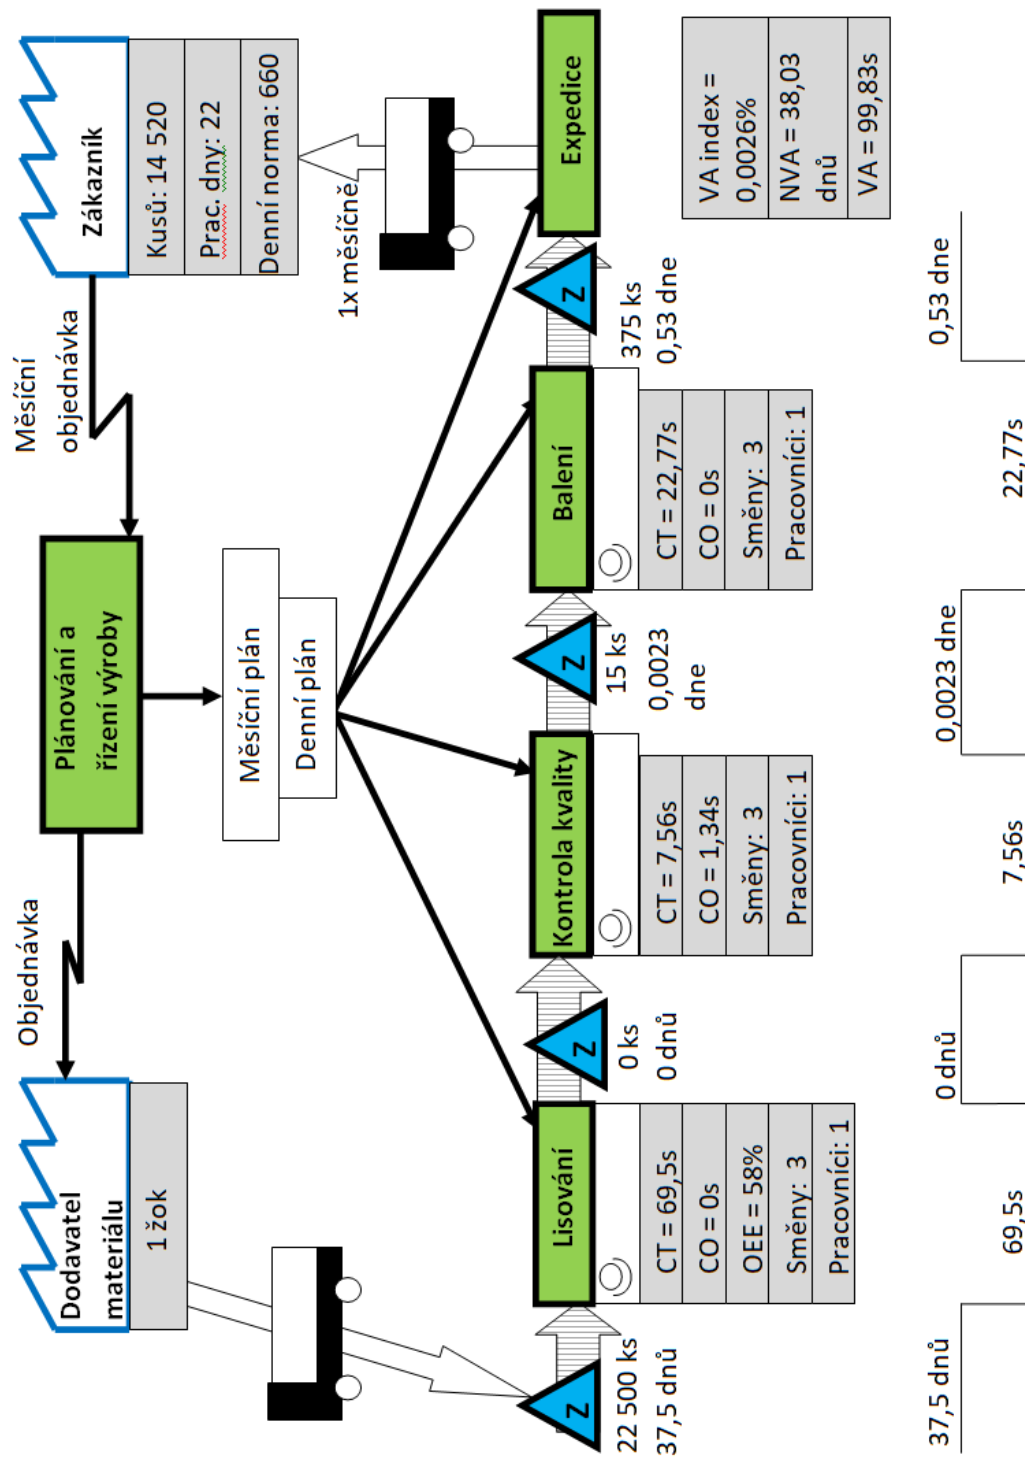 Dodavatel
materiálu
1 žok
Objednávka
Plánování a
řízení výroby
Měsíční
objednávka
Zákazník
Kusů: 14 520
Prac. dny: 22
Denní norma: 660
Měsíční plán
Denní plán
1x měsíčně
Z
22 500 ks
37,5 dnů
Lisování
CT = 69,5s
CO = 0s
OEE = 58%
Směny: 3
Pracovníci: 1
Z
0 ks
0 dnů
Kontrola kvality
CT = 7,56s
CO = 1,34s
Směny: 3
Pracovníci: 1
Z
15 ks
0,0023
dne
Balení
CT = 22,77s
CO = 0s
Směny: 3
Pracovníci: 1
Z
375 ks
0,53 dne
Expedice
VA index =
0,0026%
NVA = 38,03
dnů
VA = 99,83s
37,5 dnů
69,5s
0 dnů
7,56s
0,0023 dne
22,77s
0,53 dne